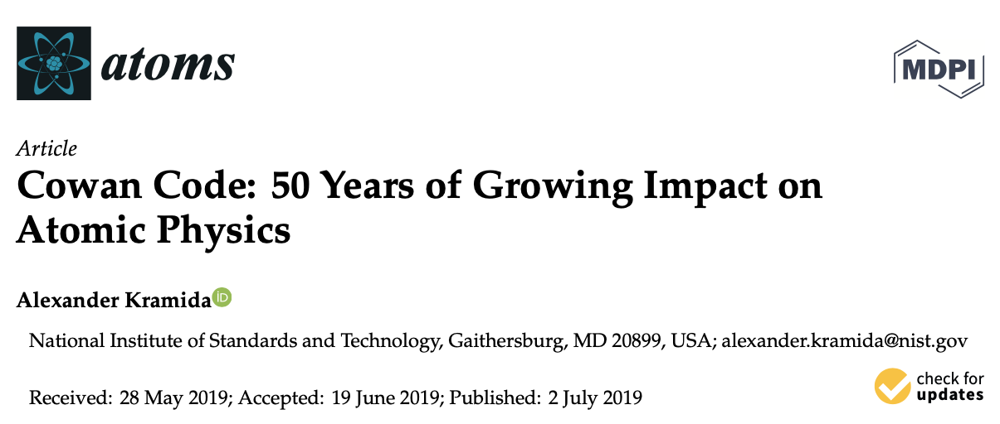 atoms
MDPI
Article
Cowan Code: 50 Years of Growing Impact on
Atomic Physics
Alexander Kramida iD
National Institute of Standards and Technology, Gaithersburg, MD 20899, USA; alexander.kramida@nist.gov
Received: 28 May 2019; Accepted: 19 June 2019; Published: 2 July 2019
check for
updates